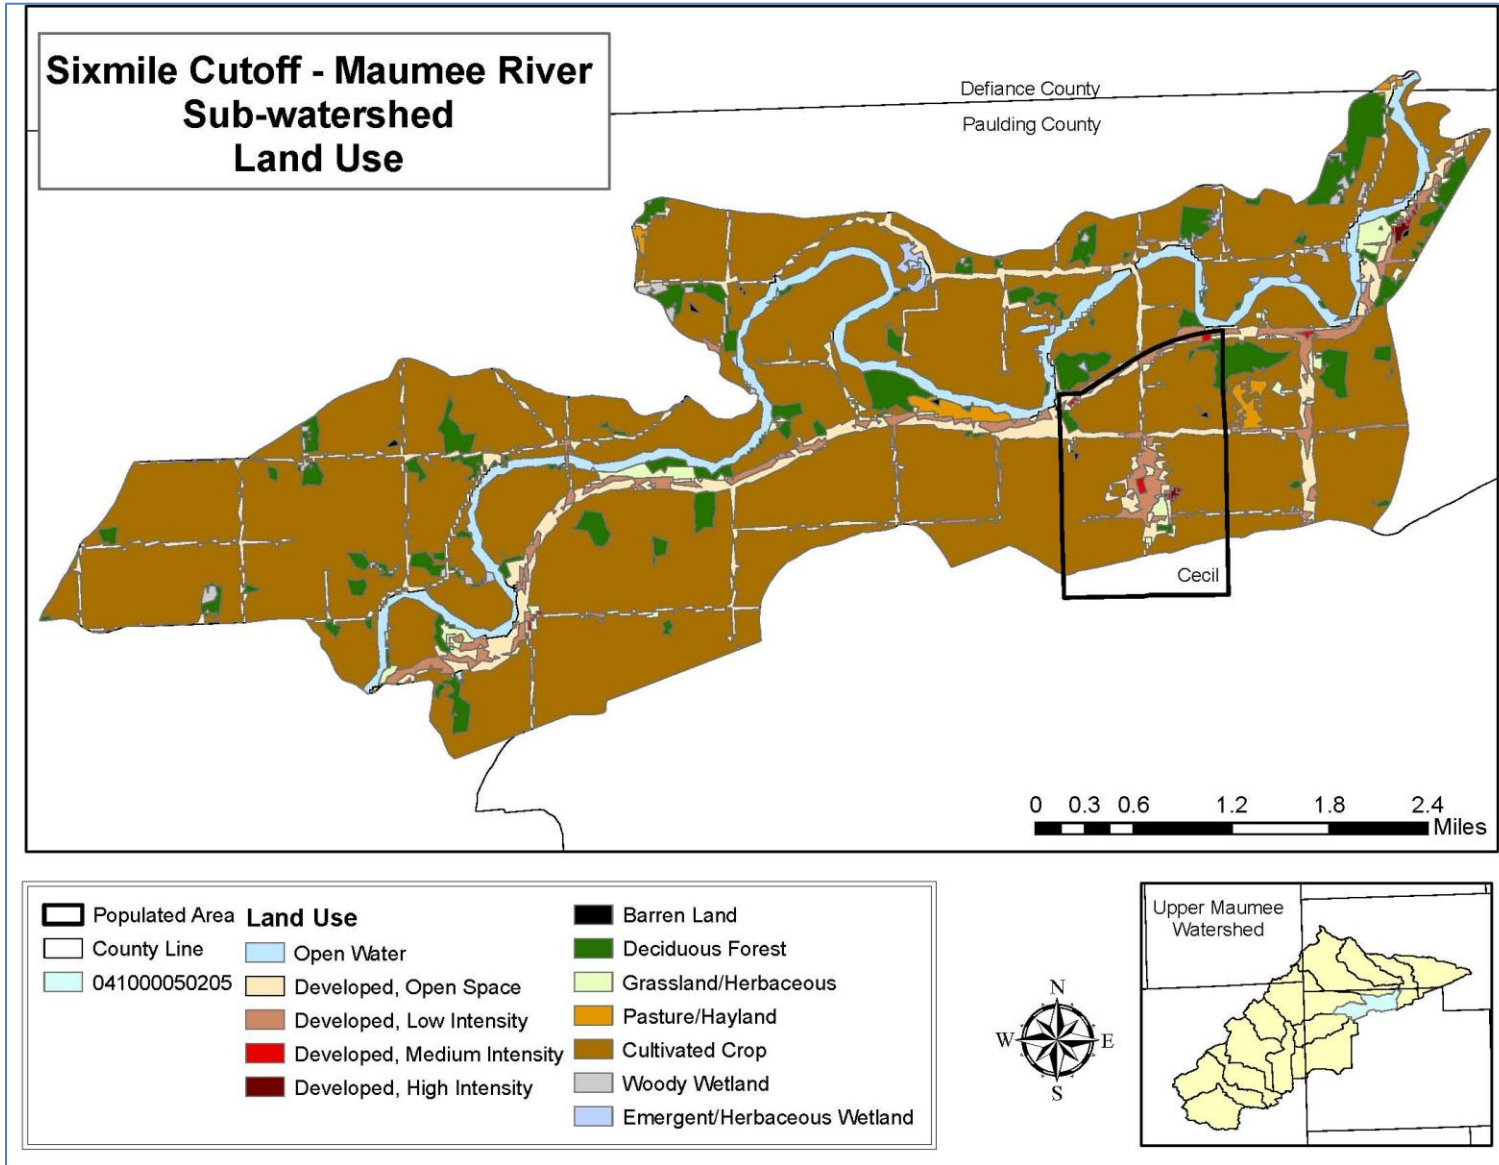 Sixmile Cutoff - Maumee River
Sub-watershed
Land Use
Defiance County
Paulding County
Cecil
0 0.3 0.6 1.2 1.8 2.4
Miles
Populated Area
County Line
041000050205
Land Use
Open Water
Developed, Open Space
Developed, Low Intensity
Developed, Medium Intensity
Developed, High Intensity
Barren Land
Deciduous Forest
Grassland/Herbaceous
Pasture/Hayland
Cultivated Crop
Woody Wetland
Emergent/Herbaceous Wetland
N
W E
S
Upper Maumee
Watershed